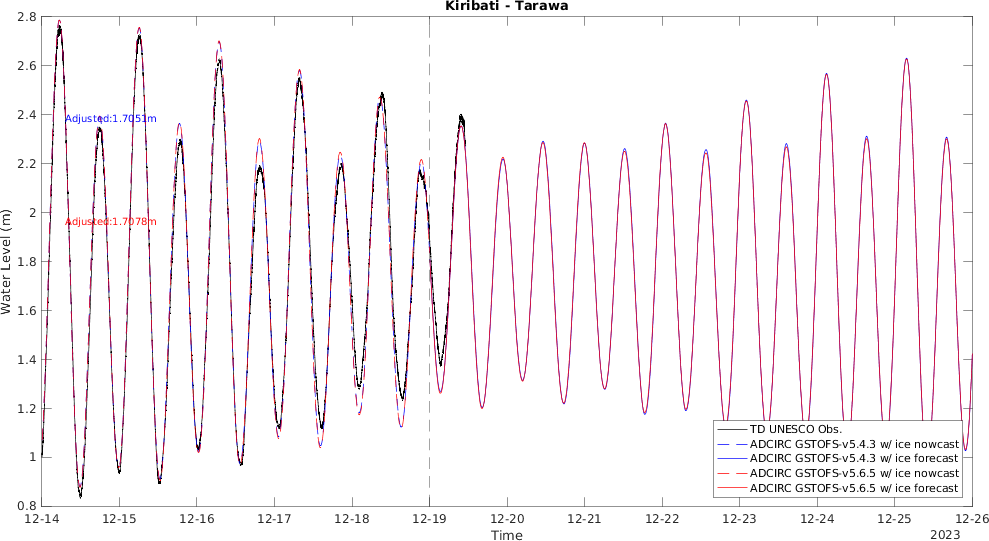 Kiribati - Tarawa
2.8
2.6
2.4
2.2
2
1.8
1.6
1.4
1.2
1
0.8
Water Level (m)
Adjusted:1.7051m
Adjusted:1.7078m
TD UNESCO Obs.
ADCIRC GSTOFS-v5.4.3 w/ ice nowcast
ADCIRC GSTOFS-v5.4.3 w/ ice forecast
ADCIRC GSTOFS-v5.6.5 w/ ice nowcast
ADCIRC GSTOFS-v5.6.5 w/ ice forecast
12-14 12-15 12-16 12-17 12-18 12-19 12-20 12-21 12-22 12-23 12-24 12-25 12-26
Time
2023